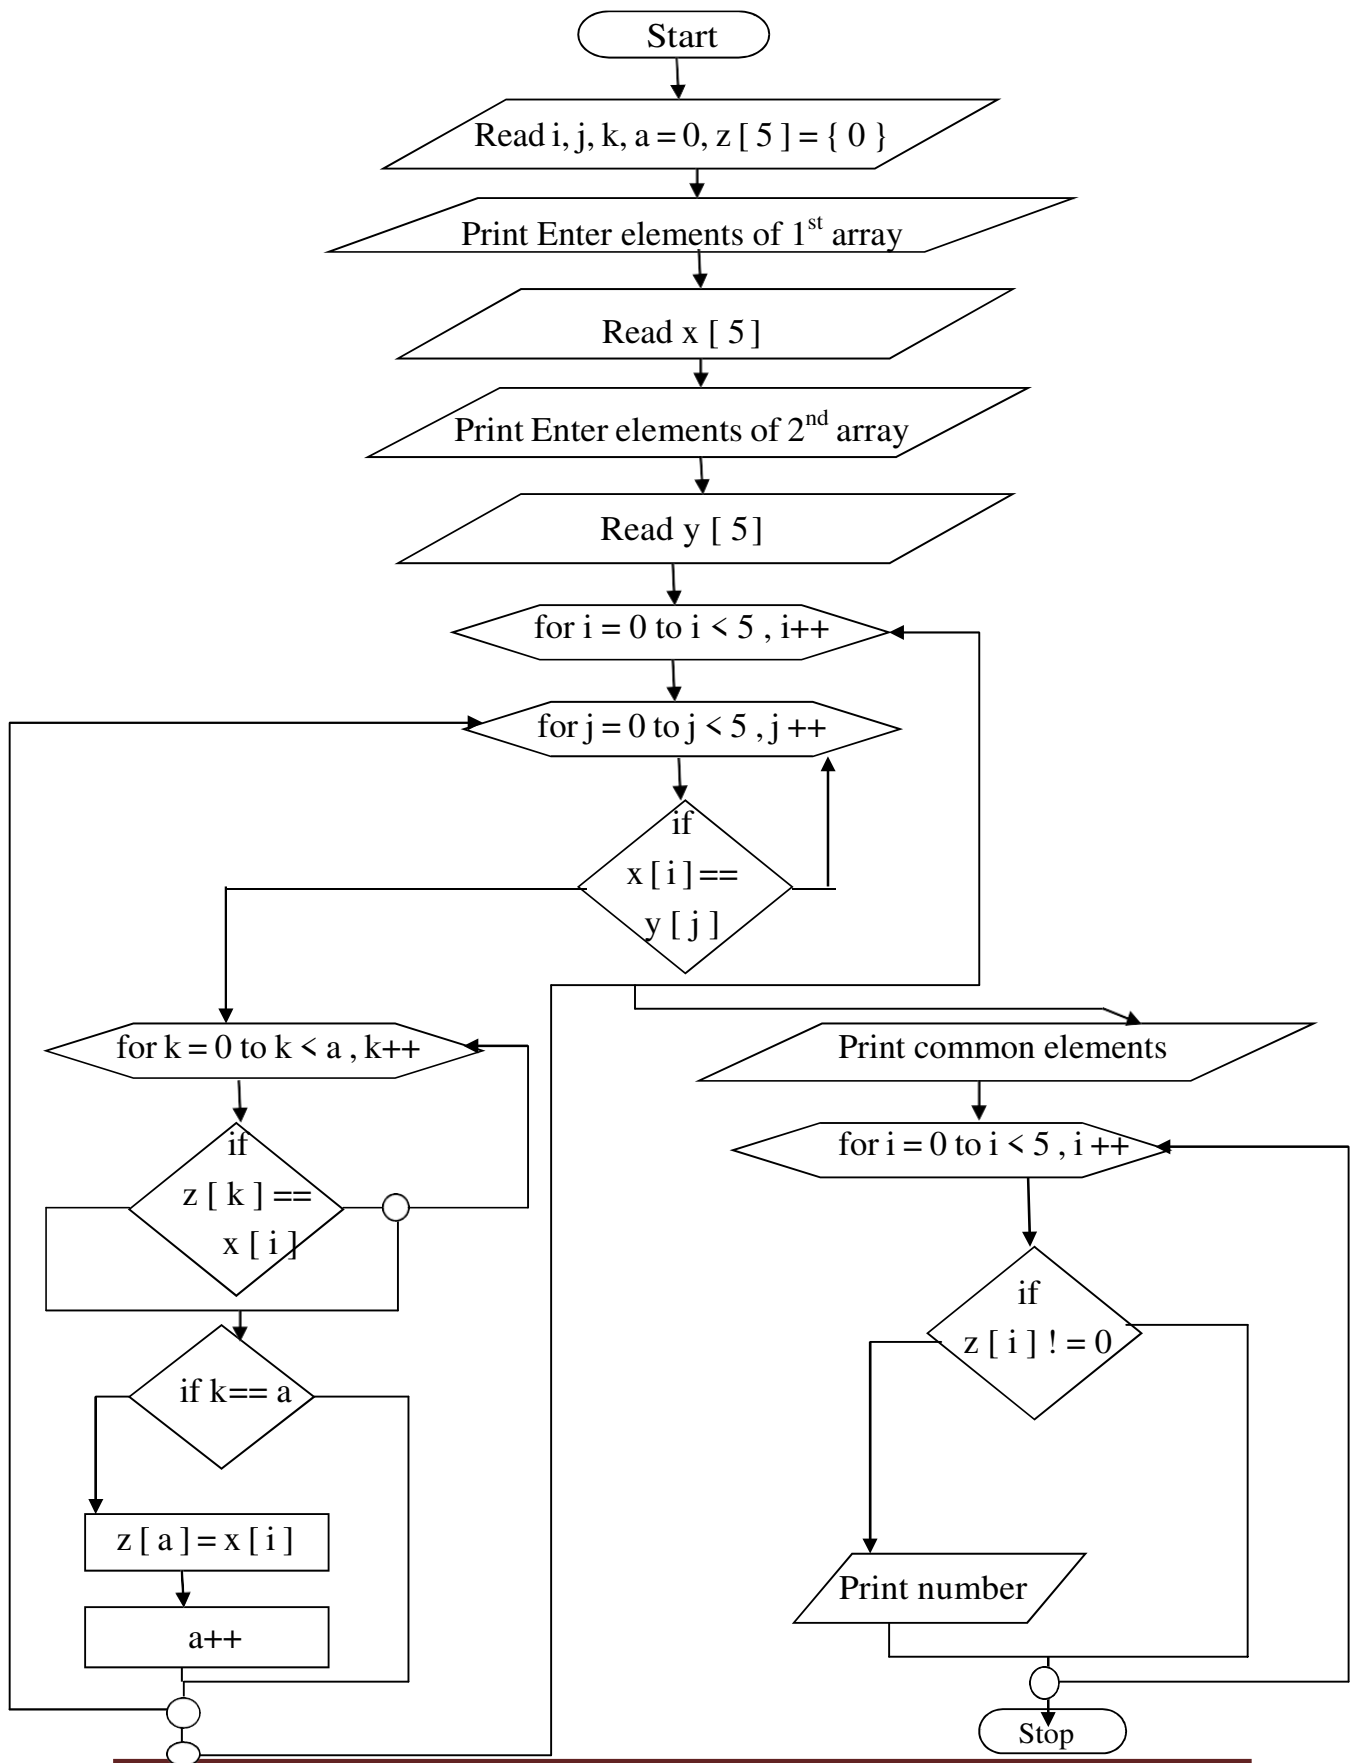 Start
Read i, j, k, a = 0, z [ 5 ] = { 0 }
Print Enter elements of 1st array
Read x [ 5 ]
Print Enter elements of 2nd array
Read y [ 5 ]
for i = 0 to i < 5 , i++
for j = 0 to j < 5 , j ++
if
x [ i ] ==
y [ j ]
for k = 0 to k < a , k++
if
z [ k ] ==
x [ i ]
if k== a
z [ a ] = x [ i ]
a++
Print common elements
for i = 0 to i < 5 , i ++
if
z [ i ] ! = 0
Print number
Stop